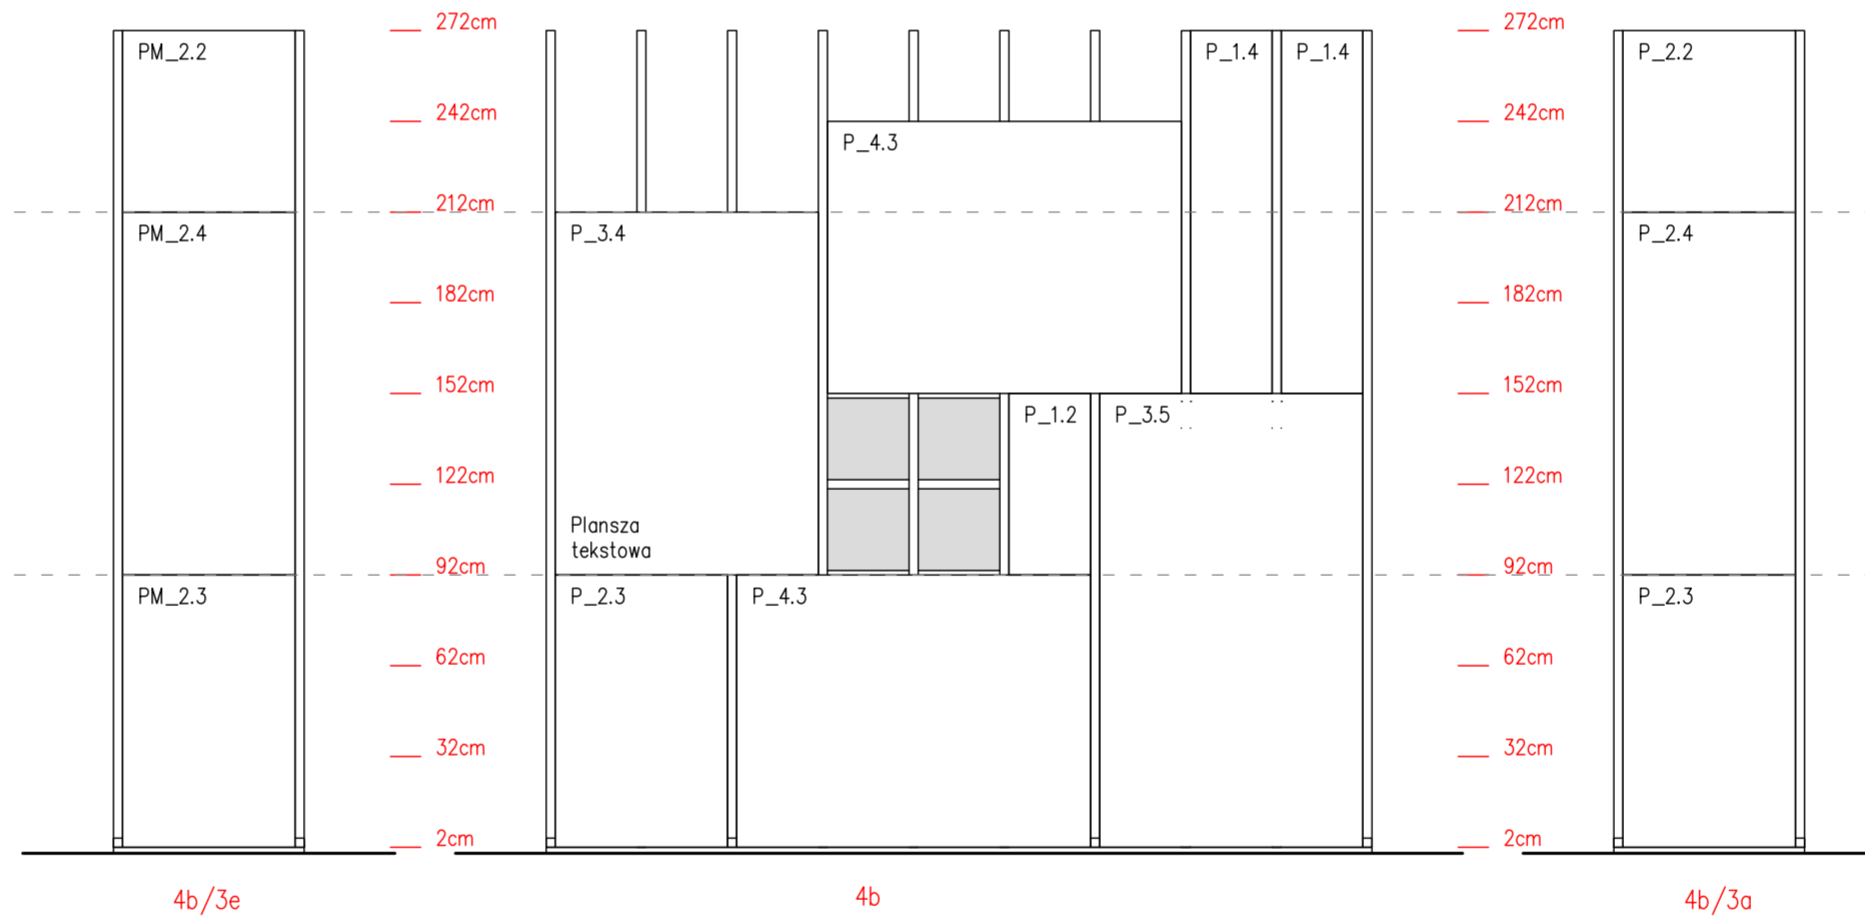 272cm 272cm
PM_2.2 P_1.4 P_1.4 P_2.2
242cm 242cm
P_4.3
212cm 212cm
PM_2.4 P_3.4 P_2.4
182cm 182cm
152cm 152cm
P_1.2 P_3.5
122cm 122cm
Plansza
tekstowa
92cm 92cm
PM_2.3 P_2.3 P_4.3 P_2.3
62cm 62cm
32cm 32cm
2cm 2cm
4b/3e 4b 4b/3a